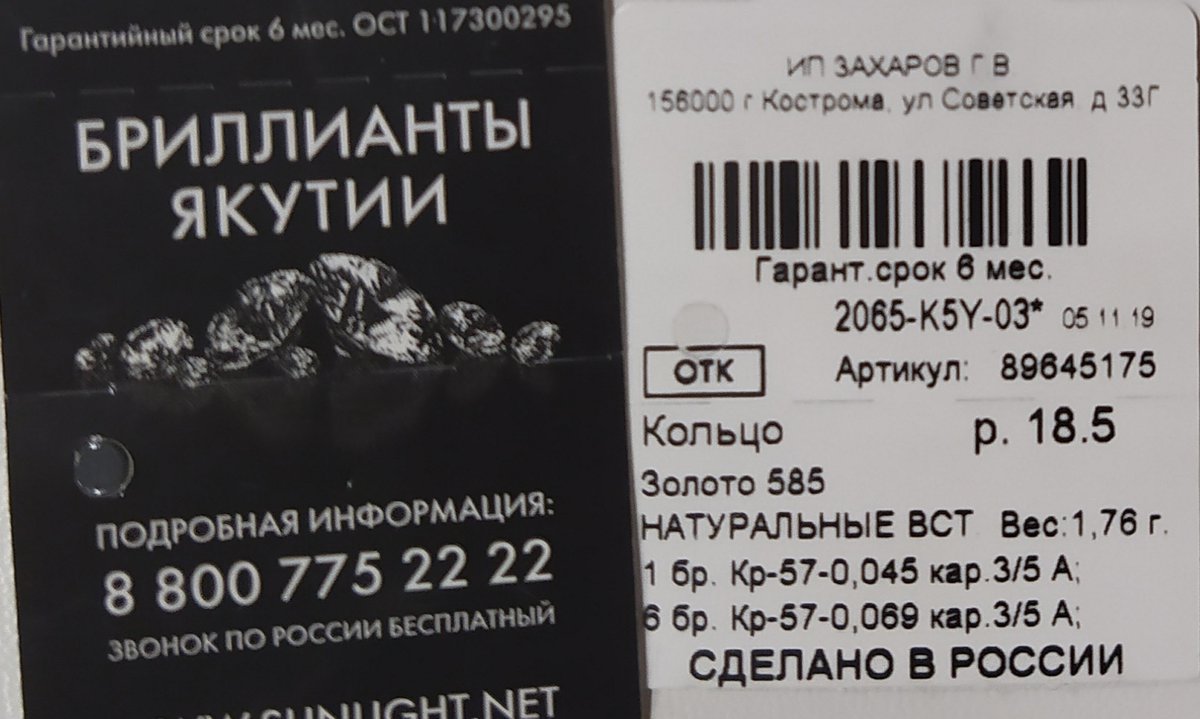 Гарантийный срок 6 мес. ОСТ 117300295
БРИЛЛИАНТЫ
ЯКУТИИ
ПОДРОБНАЯ ИНФОРМАЦИЯ:
8 800 775 22 22
ЗВОНОК ПО РОССИИ БЕСПЛАТНЫЙ
WWW.SUNLIGHT.NET
ИП ЗАХАРОВ Г В
156000 г Кострома, ул Советская д 33Г
Гарант.срок 6 мес.
2065-K5Y-03* 05 11 19
ОТК Артикул: 89645175
Кольцо р. 18.5
Золото 585
НАТУРАЛЬНЫЕ ВСТ Вес:1,76 г.
1 бр. Кр-57-0,045 кар.3/5 А;
6 бр. Кр-57-0,069 кар.3/5 А;
СДЕЛАНО В РОССИИ